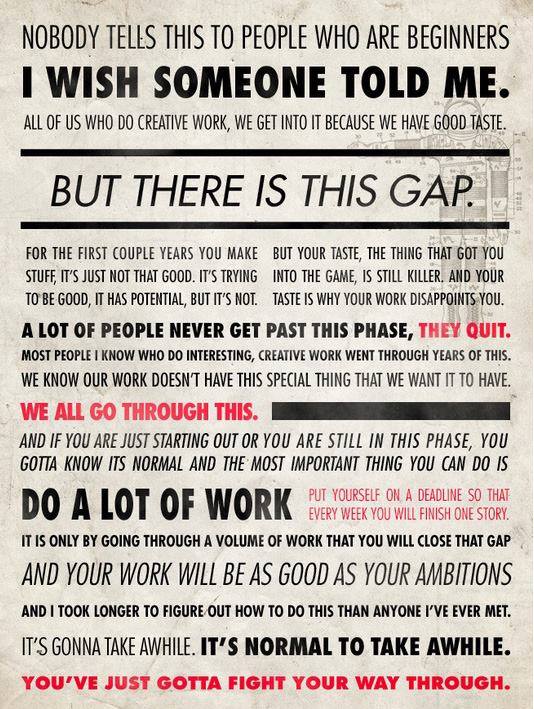 NOBODY TELLS THIS TO PEOPLE WHO ARE BEGINNERS
I WISH SOMEONE TOLD ME.
ALL OF US WHO DO CREATIVE WORK, WE GET INTO IT BECAUSE WE HAVE GOOD TASTE.
BUT THERE IS THIS GAP.
FOR THE FIRST COUPLE YEARS YOU MAKE
STUFF, IT'S JUST NOT THAT GOOD. IT'S TRYING
TO BE GOOD, IT HAS POTENTIAL, BUT IT'S NOT.
BUT YOUR TASTE, THE THING THAT GOT YOU
INTO THE GAME, IS STILL KILLER. AND YOUR
TASTE IS WHY YOUR WORK DISAPPOINTS YOU.
A LOT OF PEOPLE NEVER GET PAST THIS PHASE, THEY QUIT.
MOST PEOPLE I KNOW WHO DO INTERESTING, CREATIVE WORK WENT THROUGH YEARS OF THIS.
WE KNOW OUR WORK DOESN'T HAVE THIS SPECIAL THING THAT WE WANT IT TO HAVE.
WE ALL GO THROUGH THIS.
AND IF YOU ARE JUST STARTING OUT OR YOU ARE STILL IN THIS PHASE, YOU
GOTTA KNOW ITS NORMAL AND THE MOST IMPORTANT THING YOU CAN DO IS
DO A LOT OF WORK
PUT YOURSELF ON A DEADLINE SO THAT
EVERY WEEK YOU WILL FINISH ONE STORY.
IT IS ONLY BY GOING THROUGH A VOLUME OF WORK THAT YOU WILL CLOSE THAT GAP
AND YOUR WORK WILL BE AS GOOD AS YOUR AMBITIONS
AND I TOOK LONGER TO FIGURE OUT HOW TO DO THIS THAN ANYONE I'VE EVER MET.
IT'S GONNA TAKE AWHILE. IT'S NORMAL TO TAKE AWHILE.
YOU'VE JUST GOTTA FIGHT YOUR WAY THROUGH.